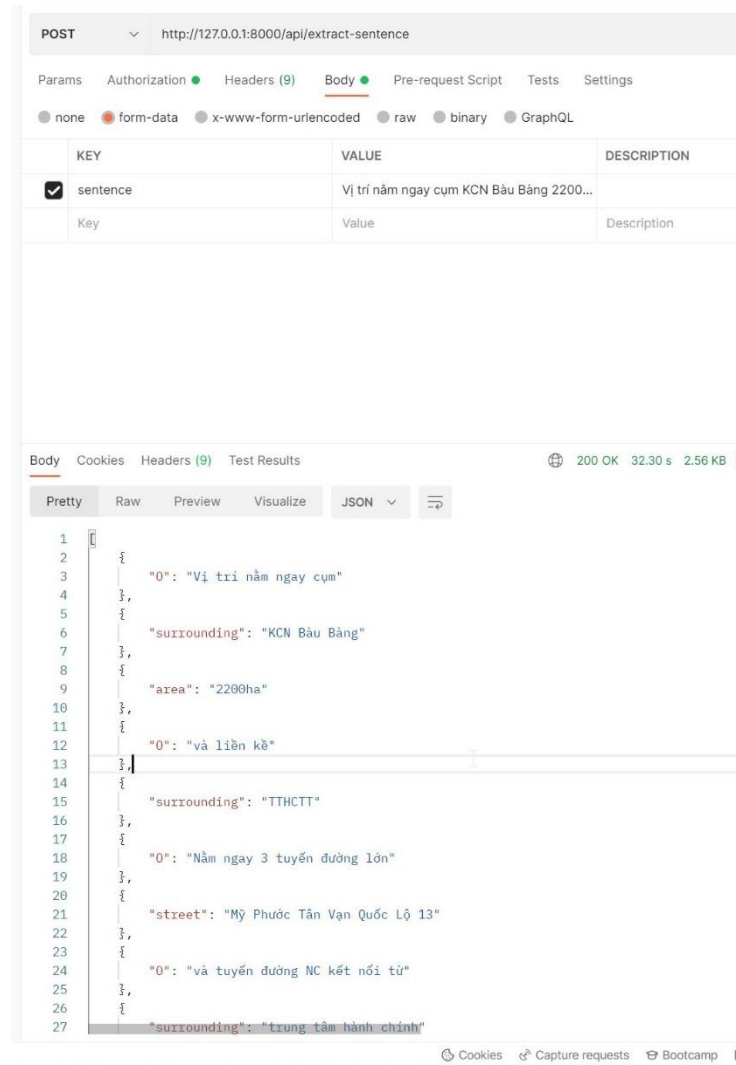 POST http://127.0.0.1:8000/api/extract-sentence
Params Authorization Headers (9) Body Pre-request Script Tests Settings
none form-data x-www-form-urlencoded raw binary GraphQL
KEY VALUE DESCRIPTION
sentence Vị trí nằm ngay cụm KCN Bàu Bàng 2200...
Key Value Description
Body Cookies Headers (9) Test Results 200 OK 32.30 s 2.56 KB
Pretty Raw Preview Visualize JSON
1 [
2 {
3 "O": "Vị trí nằm ngay cụm"
4 },
5 {
6 "surrounding": "KCN Bàu Bàng"
7 },
8 {
9 "area": "2200ha"
10 },
11 {
12 "O": "và liền kề"
13 },
14 {
15 "surrounding": "TTHCTT"
16 },
17 {
18 "O": "Nằm ngay 3 tuyến đường lớn"
19 },
20 {
21 "street": "Mỹ Phước Tân Vạn Quốc Lộ 13"
22 },
23 {
24 "O": "và tuyến đường NC kết nối từ"
25 },
26 {
27 "surrounding": "trung tâm hành chính"
Cookies Capture requests Bootcamp